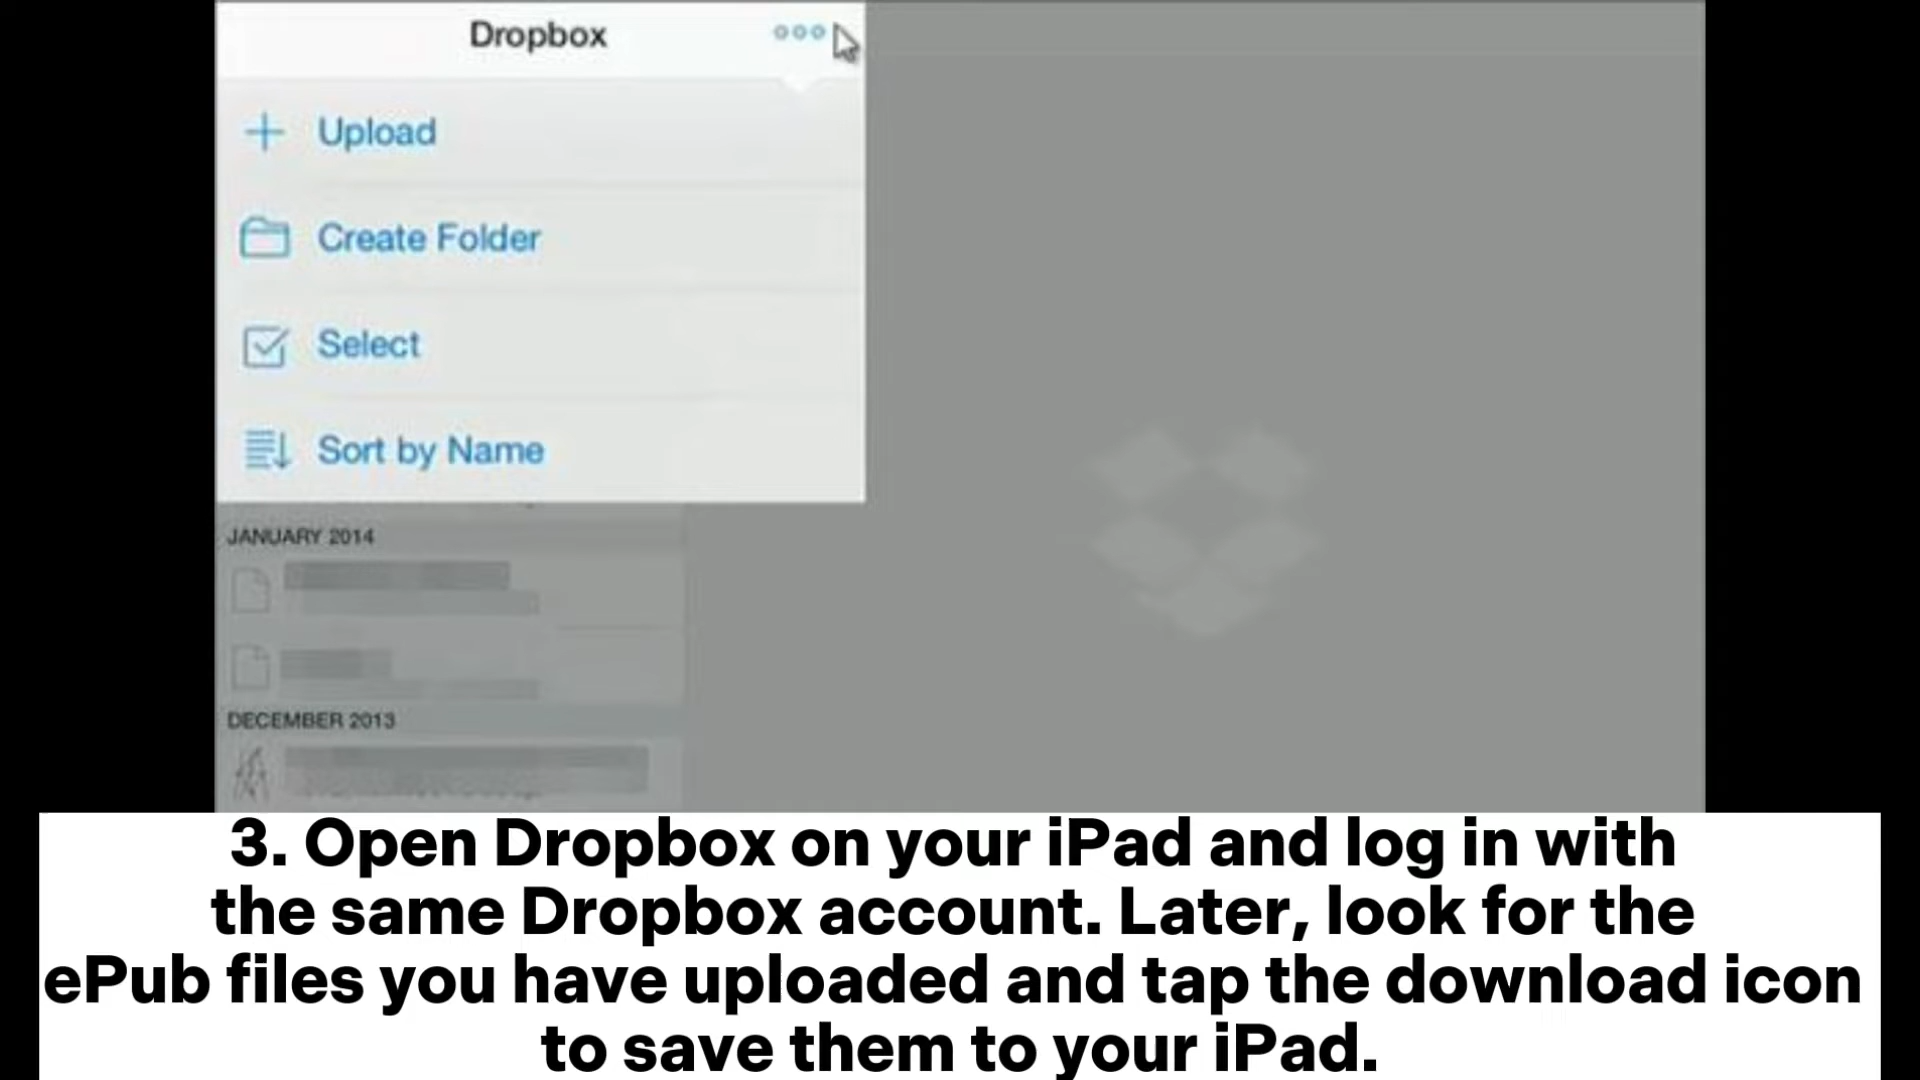 Dropbox
Upload
Create Folder
Select
Sort by Name
JANUARY 2014
DECEMBER 2013
3. Open Dropbox on your iPad and log in with
the same Dropbox account. Later, look for the
ePub files you have uploaded and tap the download icon
to save them to your iPad.